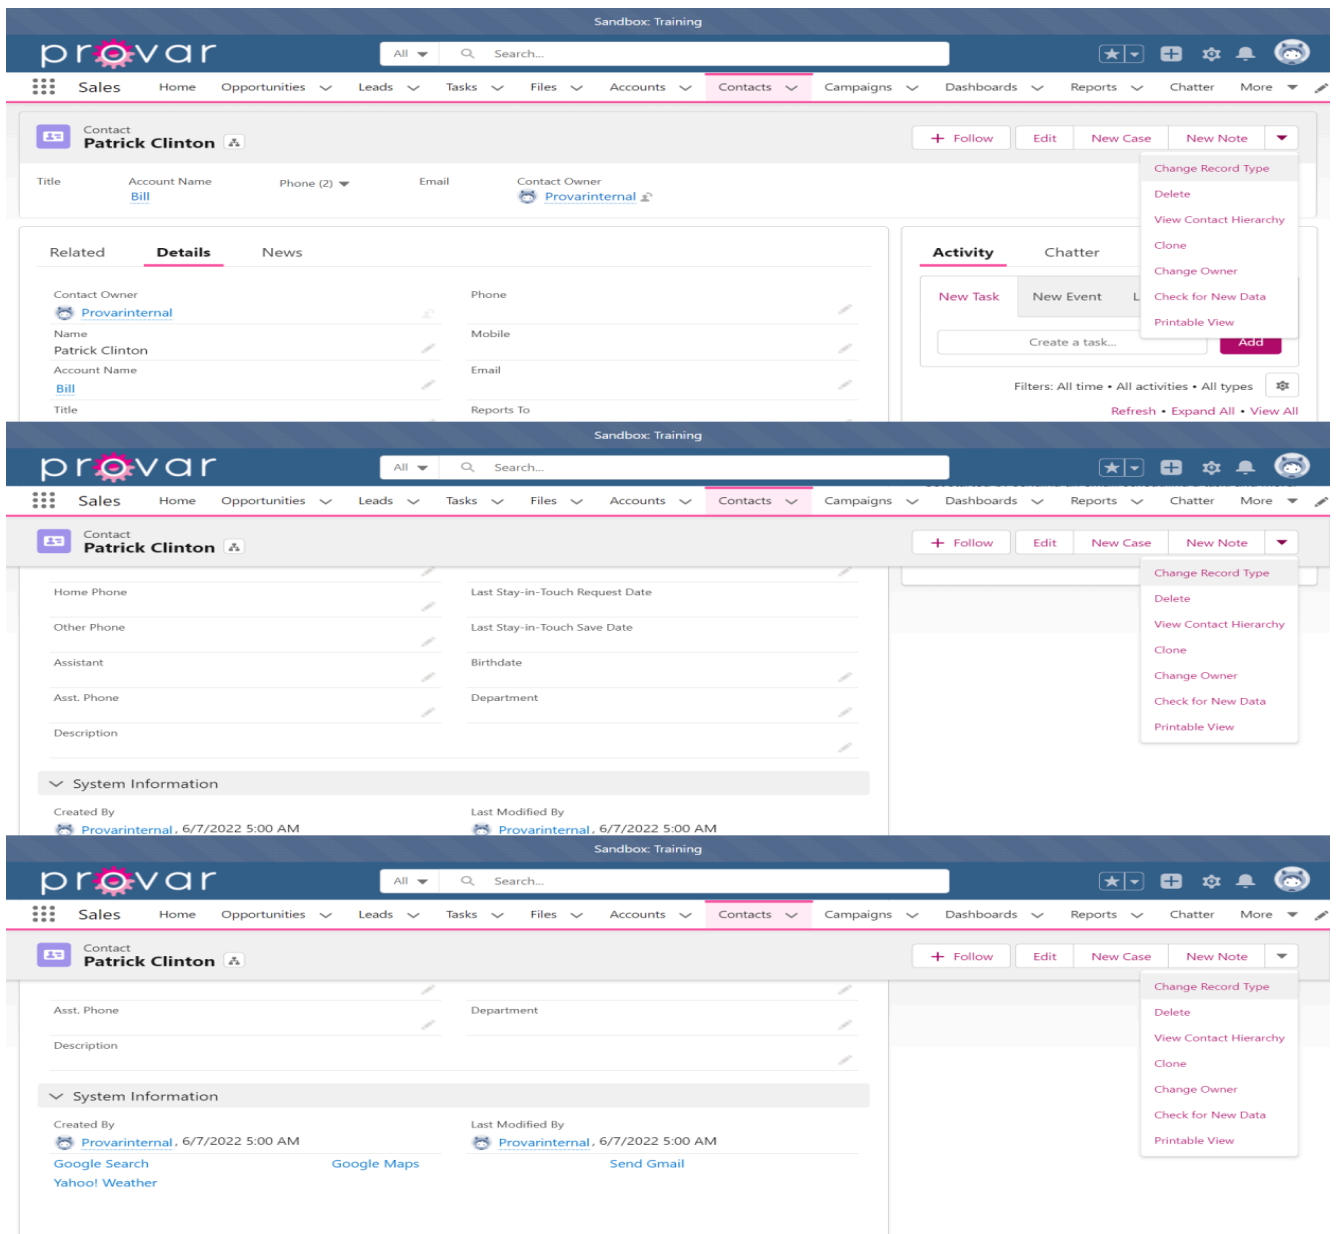 Sandbox: Training
provar All Search...
Sales Home Opportunities Leads Tasks Files Accounts Contacts Campaigns Dashboards Reports Chatter More
Contact
Patrick Clinton + Follow Edit New Case New Note
Change Record Type
Title Account Name Phone (2) Email Contact Owner
Bill Provarinternal
Delete
View Contact Hierarchy
Clone
Change Owner
Check for New Data
Printable View
Related Details News
Contact Owner Phone
Provarinternal
Name Mobile
Patrick Clinton
Account Name Email
Bill
Title Reports To
Activity Chatter
New Task New Event L
Create a task... Add
Filters: All time • All activities • All types
Refresh • Expand All • View All
Sandbox: Training
provar All Search...
Sales Home Opportunities Leads Tasks Files Accounts Contacts Campaigns Dashboards Reports Chatter More
Contact
Patrick Clinton + Follow Edit New Case New Note
Change Record Type
Delete
View Contact Hierarchy
Clone
Change Owner
Check for New Data
Printable View
Home Phone Last Stay-in-Touch Request Date
Other Phone Last Stay-in-Touch Save Date
Assistant Birthdate
Asst. Phone Department
Description
System Information
Created By Last Modified By
Provarinternal, 6/7/2022 5:00 AM Provarinternal, 6/7/2022 5:00 AM
Sandbox: Training
provar All Search...
Sales Home Opportunities Leads Tasks Files Accounts Contacts Campaigns Dashboards Reports Chatter More
Contact
Patrick Clinton + Follow Edit New Case New Note
Change Record Type
Delete
View Contact Hierarchy
Clone
Change Owner
Check for New Data
Printable View
Asst. Phone Department
Description
System Information
Created By Last Modified By
Provarinternal, 6/7/2022 5:00 AM Provarinternal, 6/7/2022 5:00 AM
Google Search Google Maps Send Gmail
Yahoo! Weather